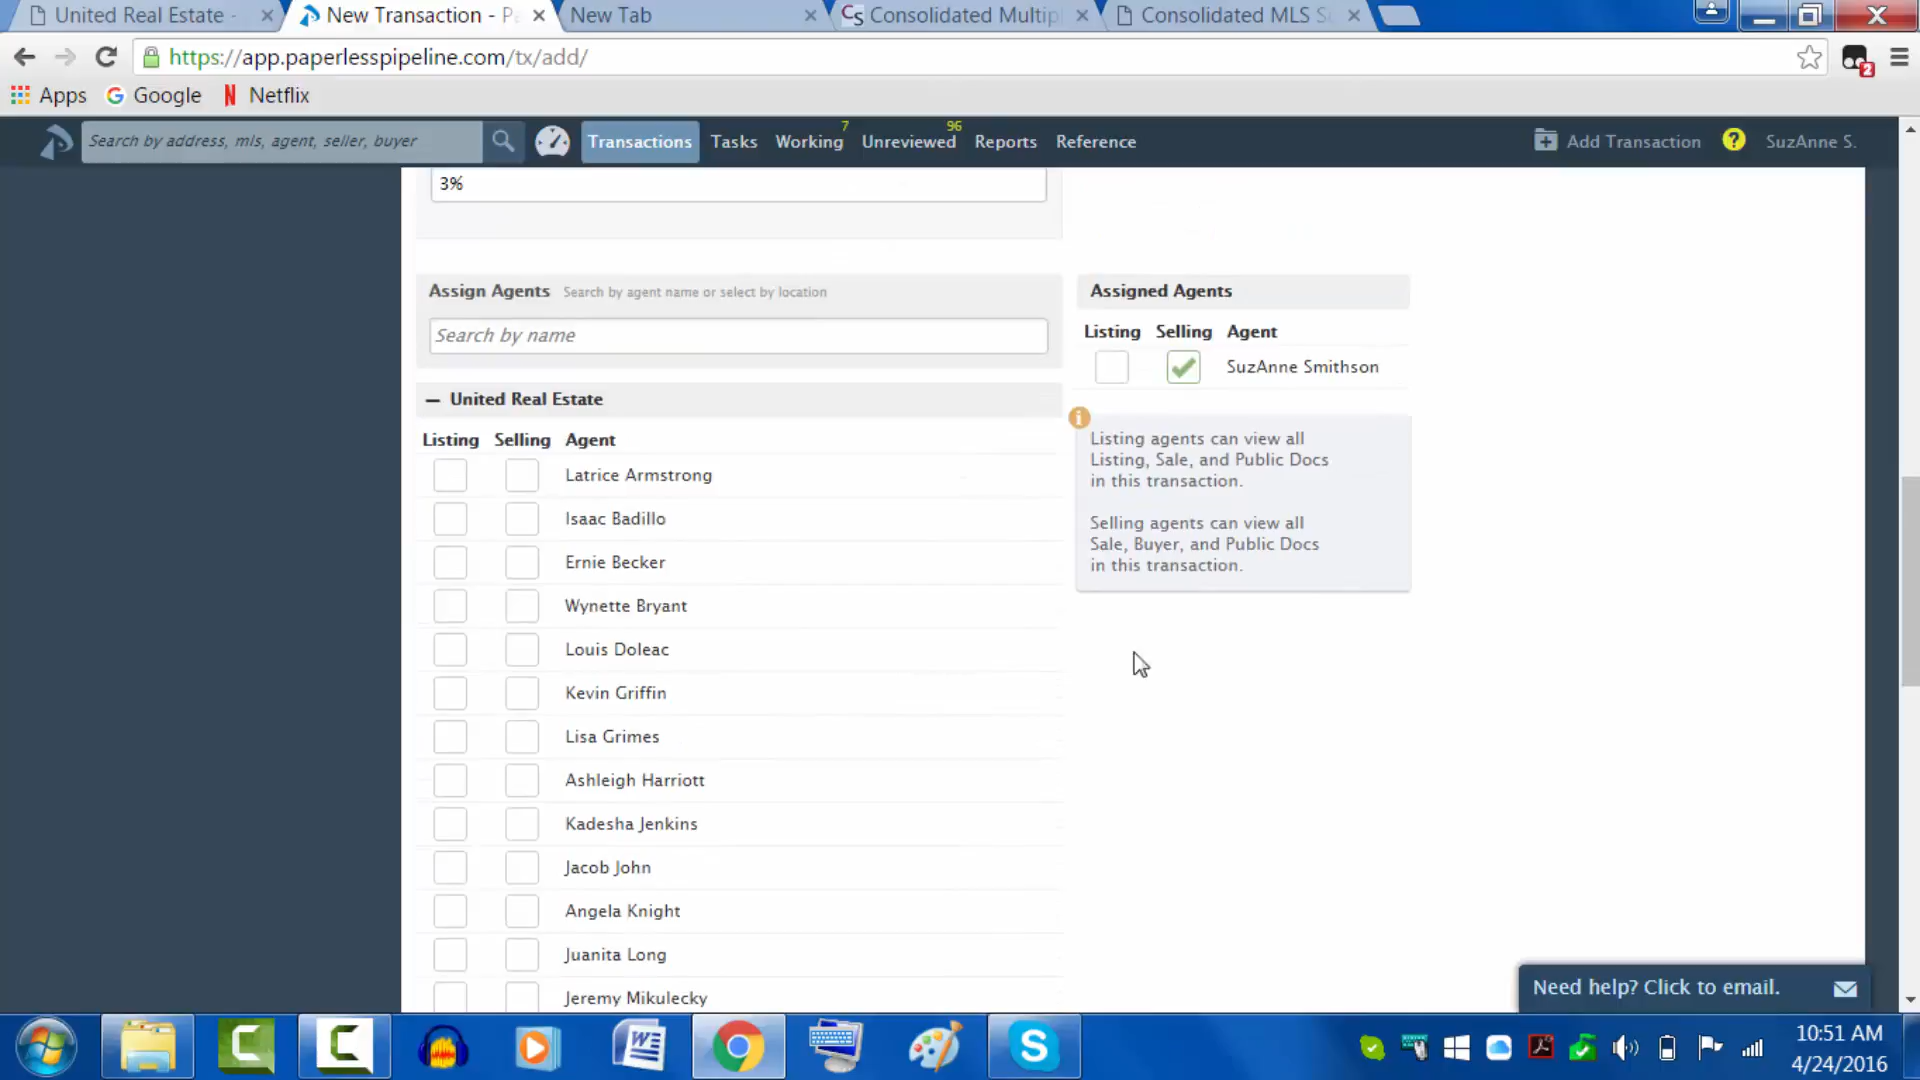 United Real Estate -
New Transaction - P
New Tab
Consolidated Multip
Consolidated MLS S
https://app.paperlesspipeline.com/tx/add/
2
Apps
Google
Netflix
Search by address, mls, agent, seller, buyer
Transactions
Tasks
Working 7
Unreviewed 96
Reports
Reference
Add Transaction
?
SuzAnne S.
3%
Assign Agents Search by agent name or select by location
Search by name
Assigned Agents
Listing Selling Agent
SuzAnne Smithson
Listing agents can view all
Listing, Sale, and Public Docs
in this transaction.
Selling agents can view all
Sale, Buyer, and Public Docs
in this transaction.
United Real Estate
Listing Selling Agent
Latrice Armstrong
Isaac Badillo
Ernie Becker
Wynette Bryant
Louis Doleac
Kevin Griffin
Lisa Grimes
Ashleigh Harriott
Kadesha Jenkins
Jacob John
Angela Knight
Juanita Long
Jeremy Mikulecky
Need help? Click to email.
10:51 AM
4/24/2016